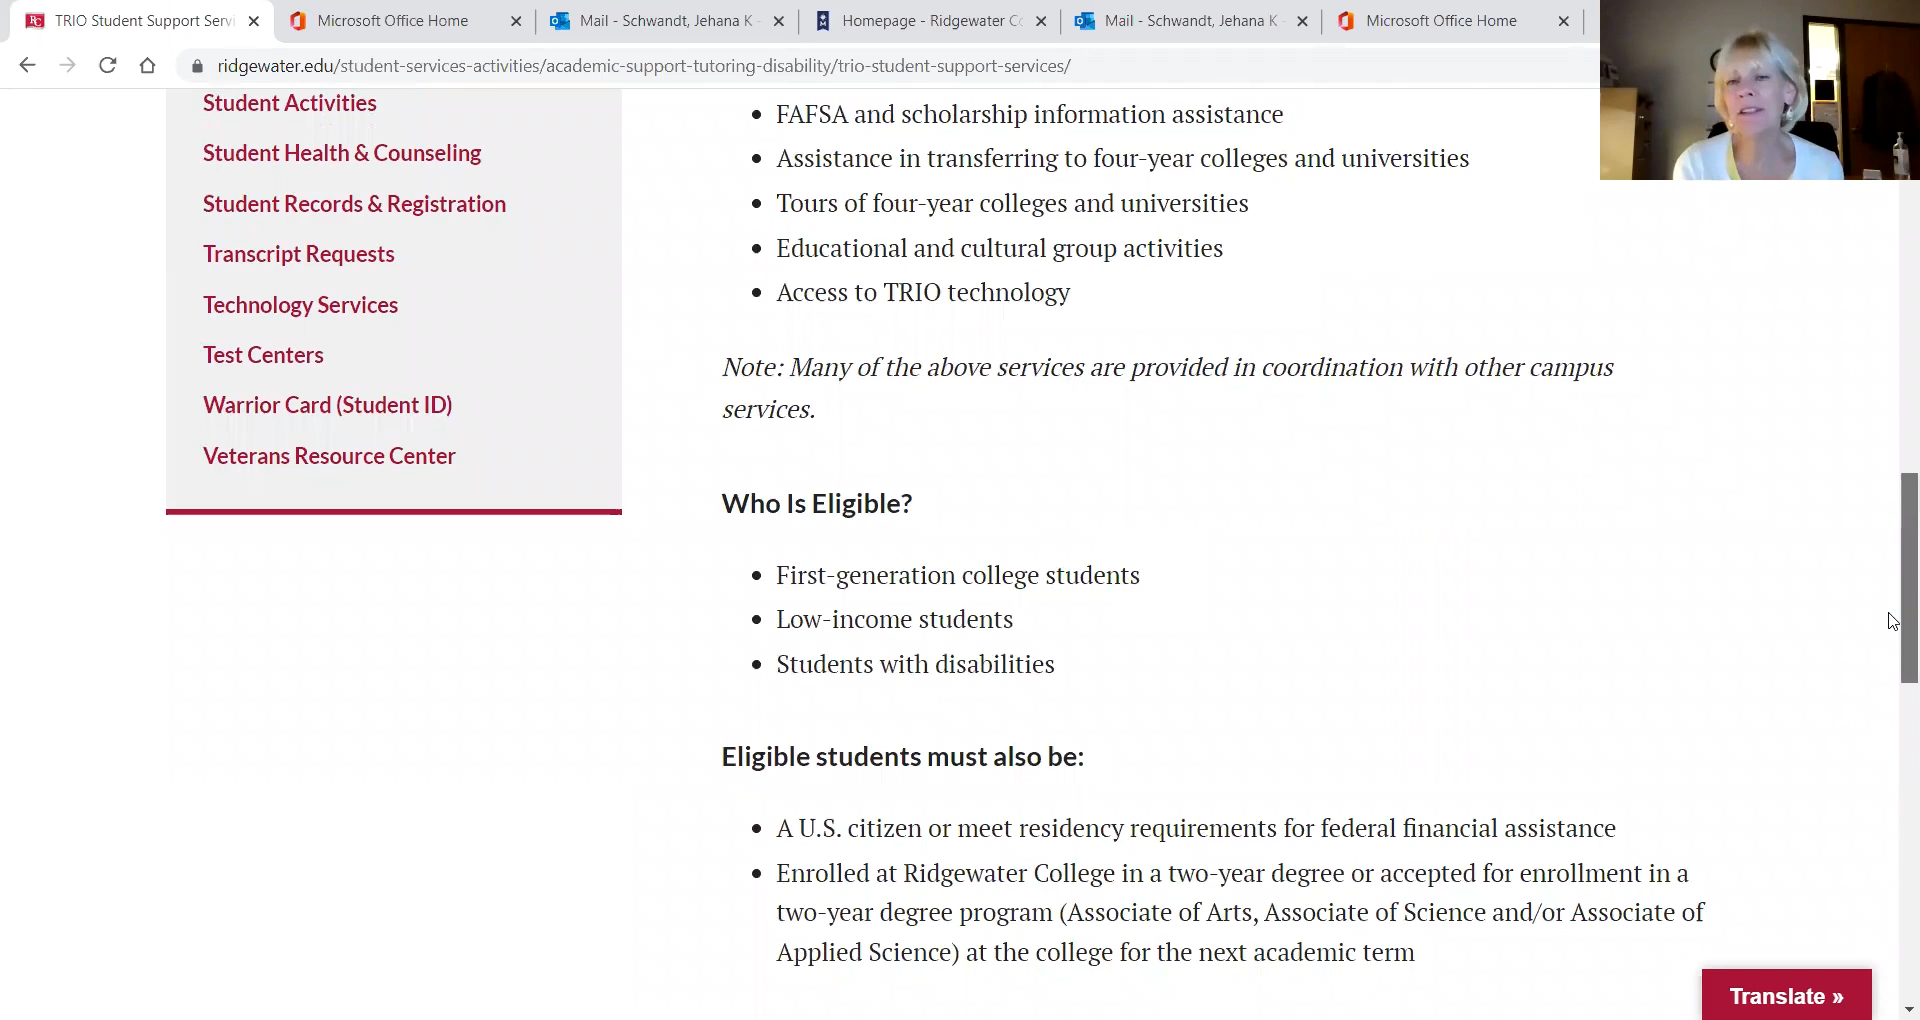 TRIO Student Support Servi
Microsoft Office Home
Mail - Schwandt, Jehana K -
Homepage - Ridgewater Co
Mail - Schwandt, Jehana K -
Microsoft Office Home
ridgewater.edu/student-services-activities/academic-support-tutoring-disability/trio-student-support-services/
Student Activities
Student Health & Counseling
Student Records & Registration
Transcript Requests
Technology Services
Test Centers
Warrior Card (Student ID)
Veterans Resource Center
FAFSA and scholarship information assistance
Assistance in transferring to four-year colleges and universities
Tours of four-year colleges and universities
Educational and cultural group activities
Access to TRIO technology
Note: Many of the above services are provided in coordination with other campus
services.
Who Is Eligible?
First-generation college students
Low-income students
Students with disabilities
Eligible students must also be:
A U.S. citizen or meet residency requirements for federal financial assistance
Enrolled at Ridgewater College in a two-year degree or accepted for enrollment in a
two-year degree program (Associate of Arts, Associate of Science and/or Associate of
Applied Science) at the college for the next academic term
Translate »